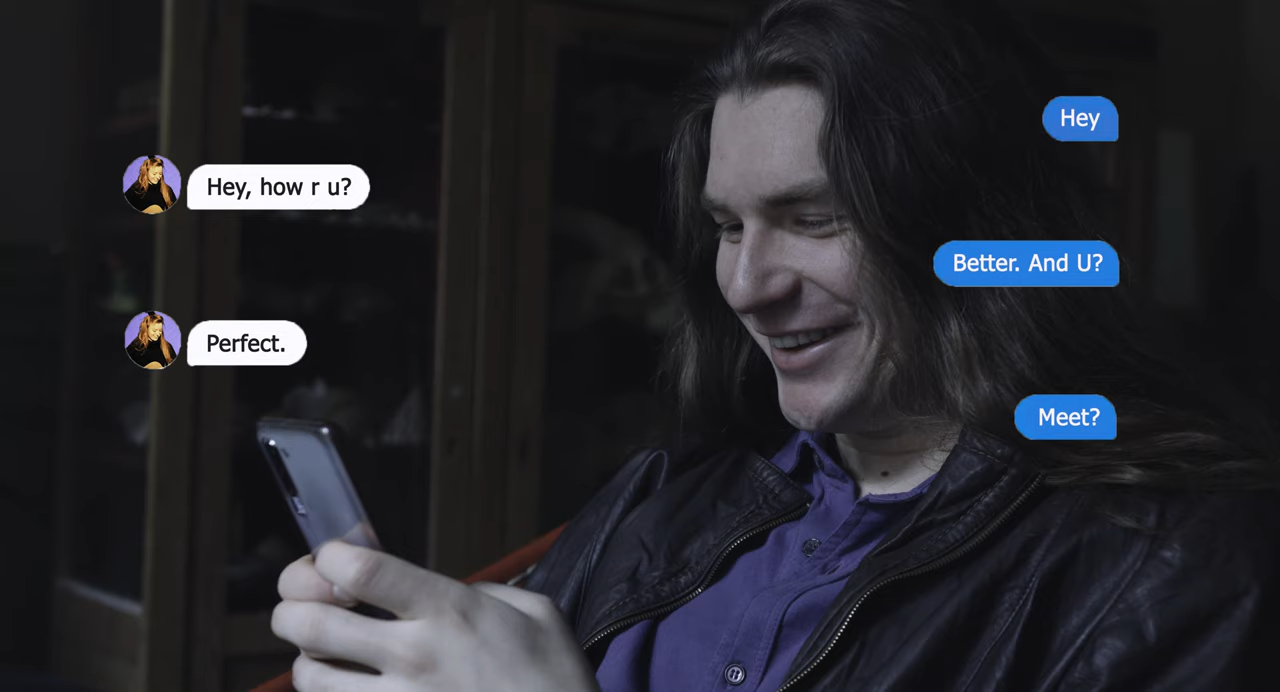 Hey
Hey, how r u?
Better. And U?
Perfect.
Meet?